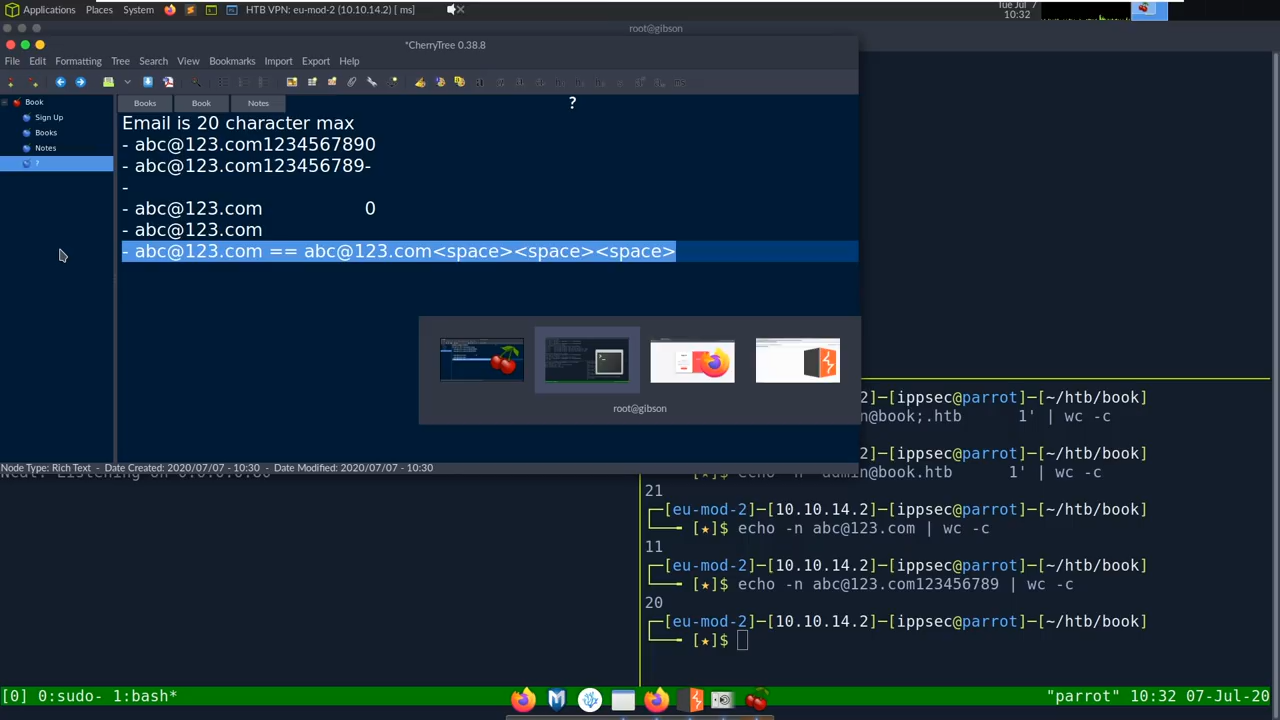 Applications Places System HTB VPN: eu-mod-2 (10.10.14.2) [ ms]
Tue Jul 7
10:32
root@gibson
*CherryTree 0.38.8
File Edit Formatting Tree Search View Bookmarks Import Export Help
Book
Sign Up
Books
Notes
?
Books Book Notes
?
Email is 20 character max
- abc@123.com1234567890
- abc@123.com123456789-
-
- abc@123.com 0
- abc@123.com
- abc@123.com == abc@123.com<space><space><space>
root@gibson
Node Type: Rich Text - Date Created: 2020/07/07 - 10:30 - Date Modified: 2020/07/07 - 10:30
[ippsec@parrot]─[~/htb/book]
@book;.htb 1' | wc -c
[eu-mod-2]─[10.10.14.2]─[ippsec@parrot]─[~/htb/book]
1' | wc -c
21
┌─[eu-mod-2]─[10.10.14.2]─[ippsec@parrot]─[~/htb/book]
└── [★]$ echo -n abc@123.com | wc -c
11
┌─[eu-mod-2]─[10.10.14.2]─[ippsec@parrot]─[~/htb/book]
└── [★]$ echo -n abc@123.com123456789 | wc -c
20
┌─[eu-mod-2]─[10.10.14.2]─[ippsec@parrot]─[~/htb/book]
└── [★]$
[0] 0:sudo- 1:bash* "parrot" 10:32 07-Jul-20